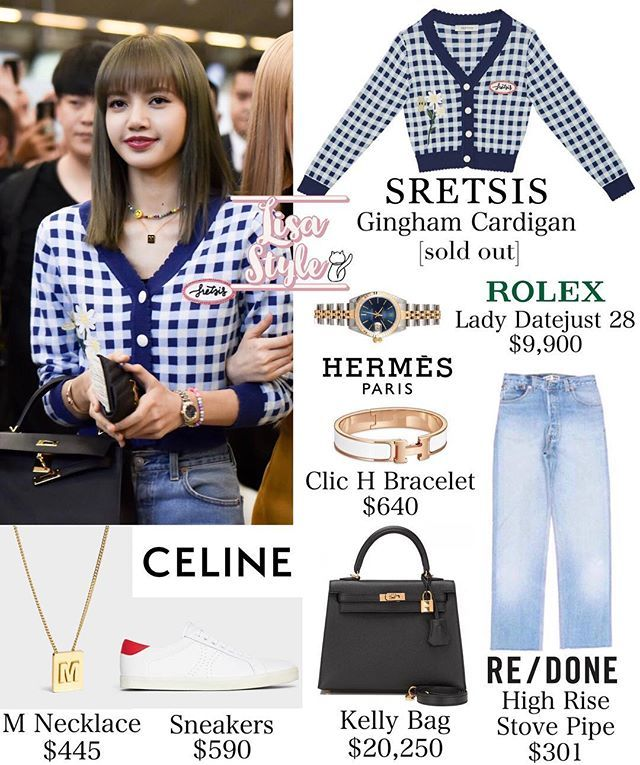 SRETSIS
Gingham Cardigan
[sold out]
Lisa
Style
Sretsis
ROLEX
Lady Datejust 28
$9,900
HERMÈS
PARIS
Clic H Bracelet
$640
CELINE
M
M Necklace
$445
Sneakers
$590
Kelly Bag
$20,250
RE/DONE
High Rise
Stove Pipe
$301